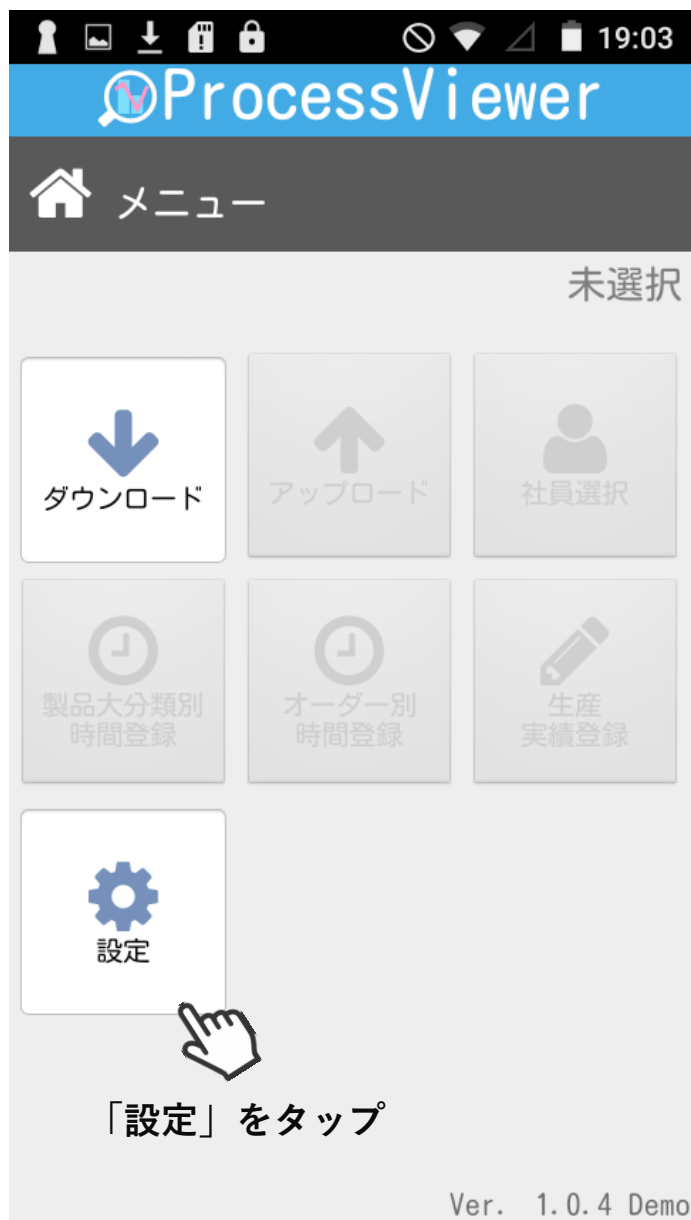 19:03
ProcessViewer
メニュー
未選択
ダウンロード
アップロード
社員選択
製品大分類別
時間登録
オーダー別
時間登録
生産
実績登録
設定
「設定」をタップ
Ver. 1.0.4 Demo